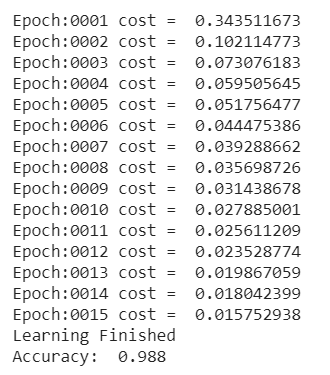 Epoch:0001 cost =  0.343511673
Epoch:0002 cost =  0.102114773
Epoch:0003 cost =  0.073076183
Epoch:0004 cost =  0.059505645
Epoch:0005 cost =  0.051756477
Epoch:0006 cost =  0.044475386
Epoch:0007 cost =  0.039288662
Epoch:0008 cost =  0.035698726
Epoch:0009 cost =  0.031438678
Epoch:0010 cost =  0.027885001
Epoch:0011 cost =  0.025611209
Epoch:0012 cost =  0.023528774
Epoch:0013 cost =  0.019867059
Epoch:0014 cost =  0.018042399
Epoch:0015 cost =  0.015752938
Learning Finished
Accuracy:  0.988